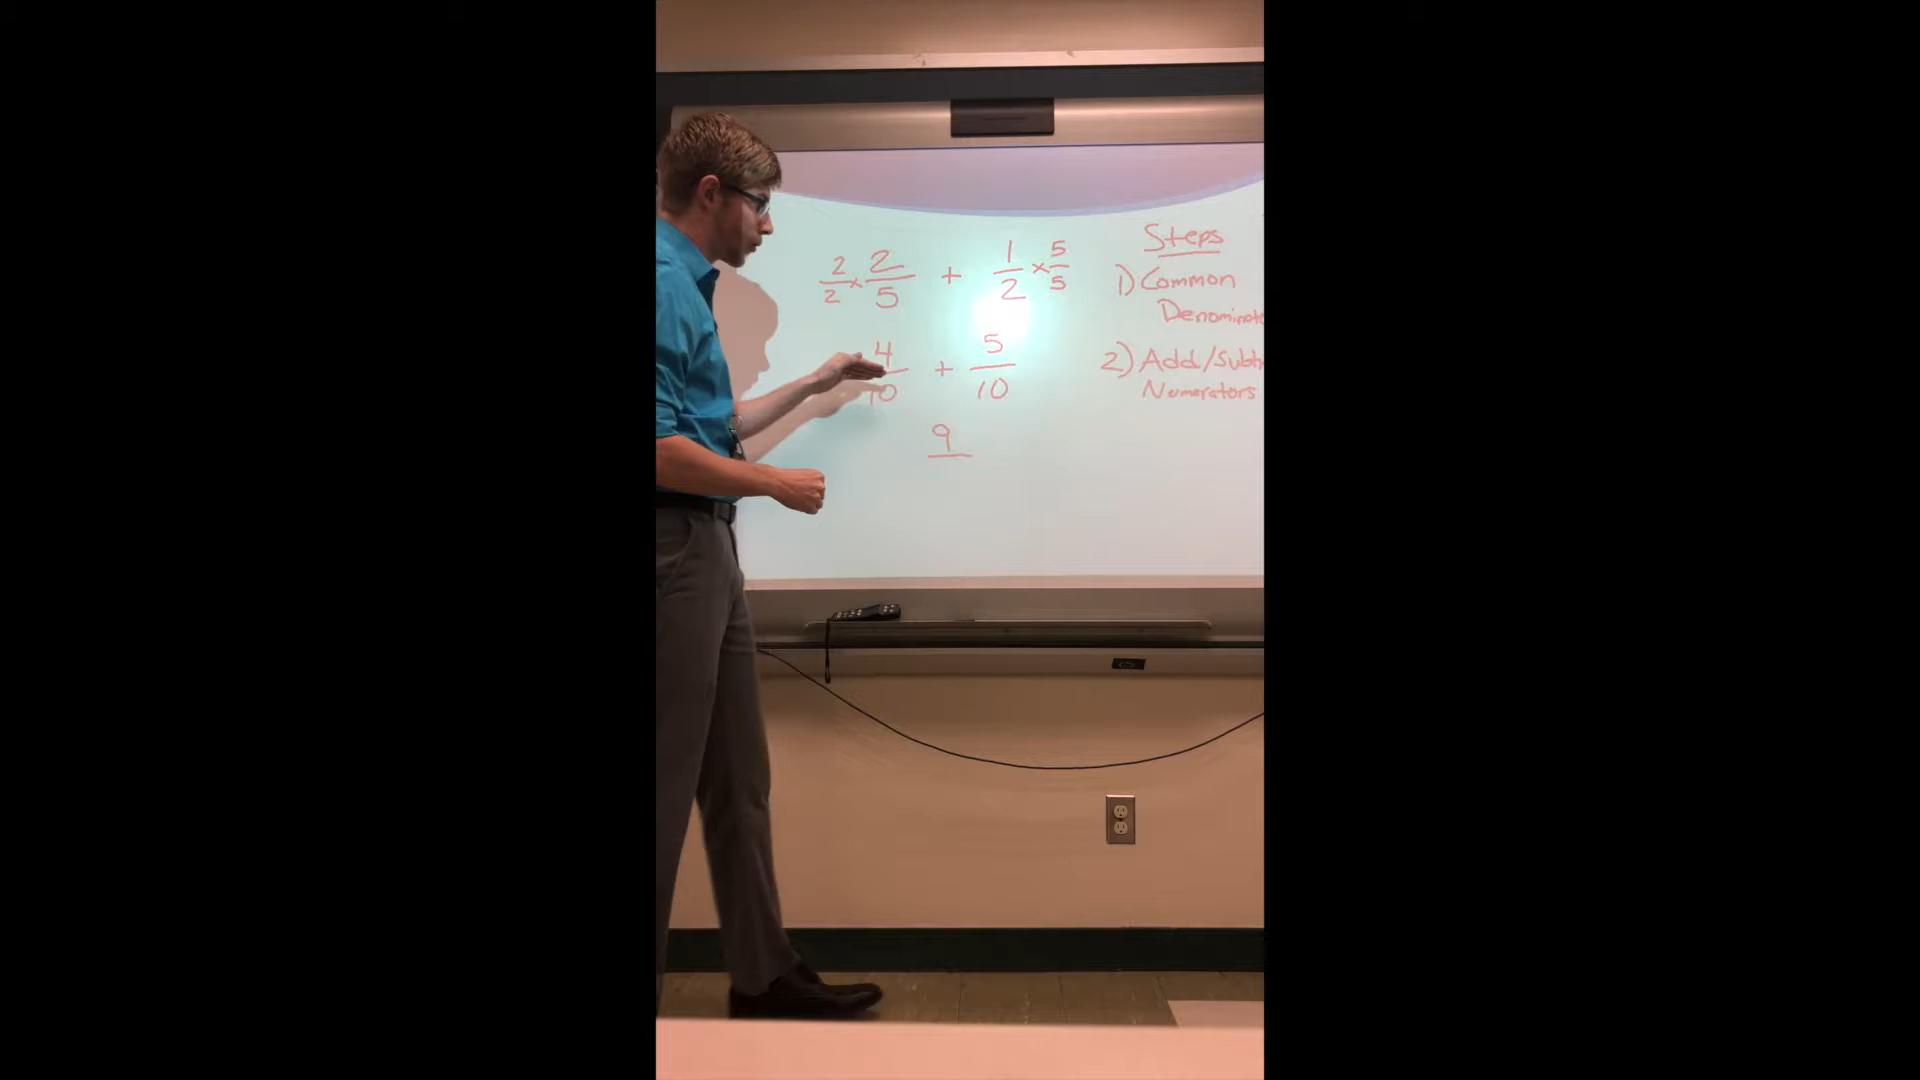 2/2 × 2/5 + 1/2 × 5/5
4/10 + 5/10
9
Steps
1) Common
Denominat
2) Add/Subt
Numerators